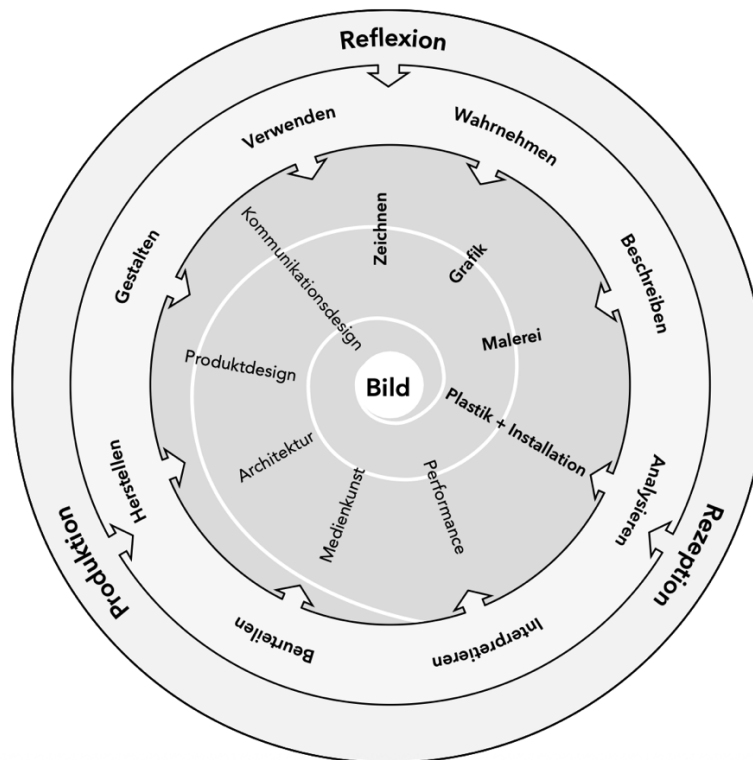 Reflexion
Rezeption
Produktion
Wahrnehmen
Beschreiben
Analysieren
Interpretieren
Beurteilen
Herstellen
Gestalten
Verwenden
Zeichnen
Grafik
Malerei
Plastik + Installation
Performance
Medienkunst
Architektur
Produktdesign
Kommunikationsdesign
Bild